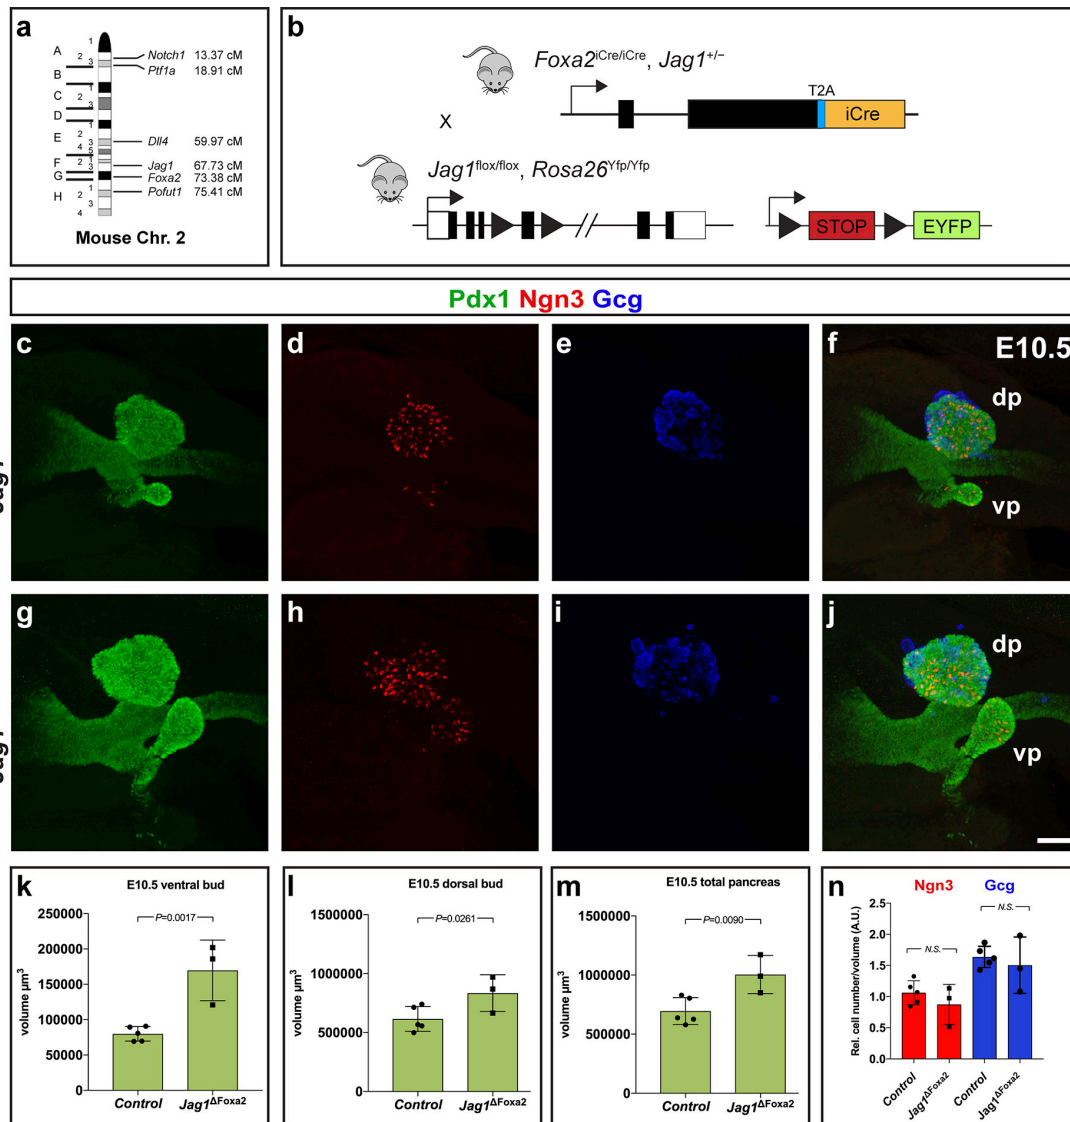 a
A
B
C
D
E
F
G
H
1
2
3
1
2
3
1
2
3
4
5
2
1
3
1
2
3
4
Notch1 13.37 cM
Ptf1a 18.91 cM
Dll4 59.97 cM
Jag1 67.73 cM
Foxa2 73.38 cM
Pofut1 75.41 cM
Mouse Chr. 2
b
Foxa2iCre/iCre, Jag1+/–
T2A
iCre
X
Jag1flox/flox, Rosa26Yfp/Yfp
STOP
EYFP
Pdx1 Ngn3 Gcg
c
d
e
f
E10.5
dp
vp
g
h
i
j
dp
vp
k
E10.5 ventral bud
P=0.0017
250000
200000
150000
100000
50000
0
volume µm³
Control
Jag1ΔFoxa2
l
E10.5 dorsal bud
P=0.0261
1500000
1000000
500000
0
volume µm³
Control
Jag1ΔFoxa2
m
E10.5 total pancreas
P=0.0090
1500000
1000000
500000
0
volume µm³
Control
Jag1ΔFoxa2
n
Ngn3 Gcg
N.S.
N.S.
2.5
2.0
1.5
1.0
0.5
0.0
Rel. cell number/volume (A.U.)
Control
Jag1ΔFoxa2
Control
Jag1ΔFoxa2